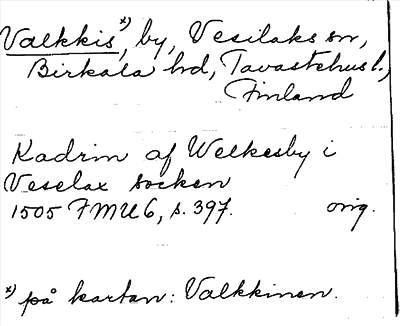 Valkkis*), by, Vesilaks sn,
Birkala hd, Tavastehus l.,
Finland
Kadrin af Welkesby i
Veselax socken
1505 FMU 6, s. 397. orig.
*) på kartan: Valkkinen.